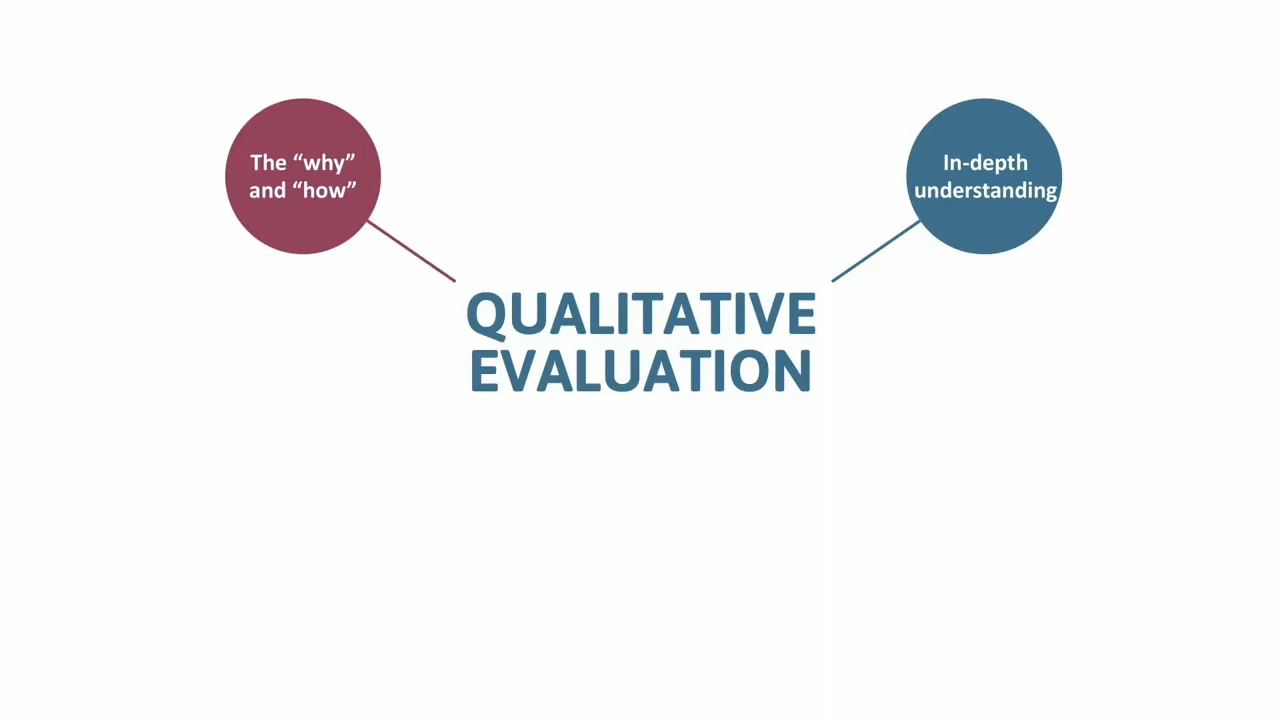 The “why”
and “how”
In-depth
understanding
QUALITATIVE
EVALUATION